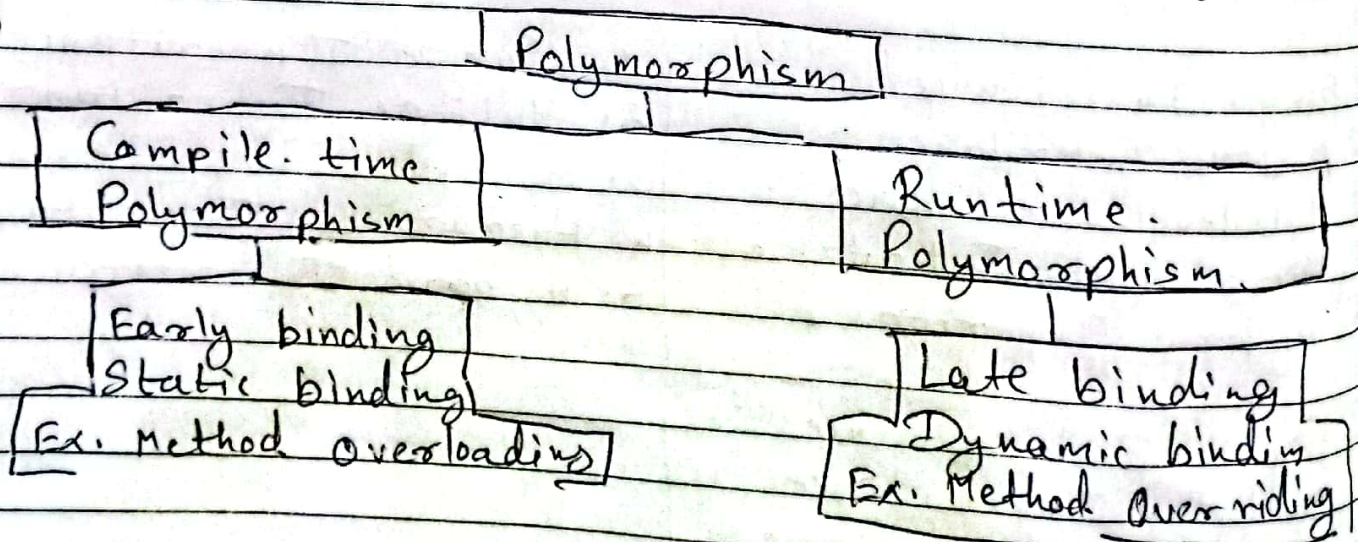 Polymorphism
Compile. time
Polymorphism
Early binding
Static binding
Ex. Method overloading
Runtime.
Polymorphism.
Late binding
Dynamic bindin
Ex. Method Overriding